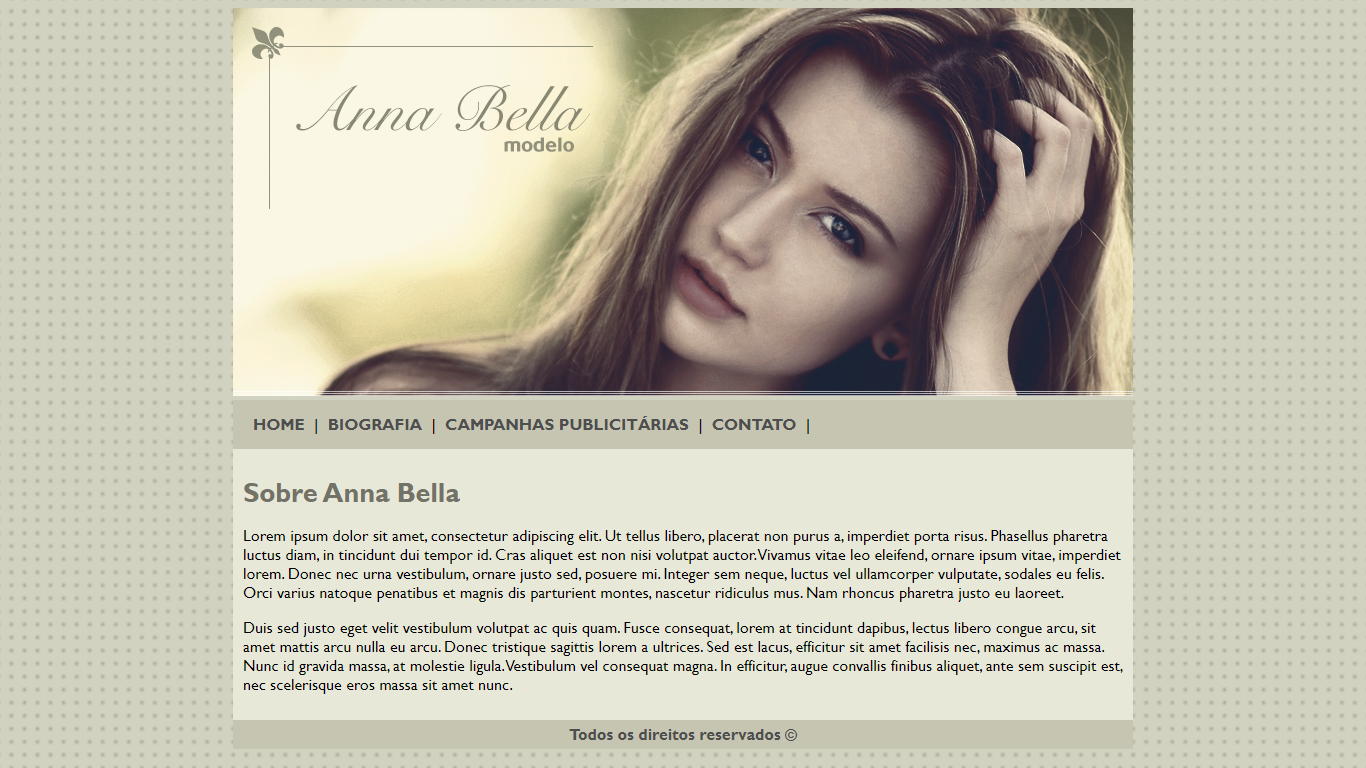 Anna Bella
modelo
HOME | BIOGRAFIA | CAMPANHAS PUBLICITÁRIAS | CONTATO |
Sobre Anna Bella
Lorem ipsum dolor sit amet, consectetur adipiscing elit. Ut tellus libero, placerat non purus a, imperdiet porta risus. Phasellus pharetra
luctus diam, in tincidunt dui tempor id. Cras aliquet est non nisi volutpat auctor. Vivamus vitae leo eleifend, ornare ipsum vitae, imperdiet
lorem. Donec nec urna vestibulum, ornare justo sed, posuere mi. Integer sem neque, luctus vel ullamcorper vulputate, sodales eu felis.
Orci varius natoque penatibus et magnis dis parturient montes, nascetur ridiculus mus. Nam rhoncus pharetra justo eu laoreet.
Duis sed justo eget velit vestibulum volutpat ac quis quam. Fusce consequat, lorem at tincidunt dapibus, lectus libero congue arcu, sit
amet mattis arcu nulla eu arcu. Donec tristique sagittis lorem a ultrices. Sed est lacus, efficitur sit amet facilisis nec, maximus ac massa.
Nunc id gravida massa, at molestie ligula. Vestibulum vel consequat magna. In efficitur, augue convallis finibus aliquet, ante sem suscipit est,
nec scelerisque eros massa sit amet nunc.
Todos os direitos reservados ©